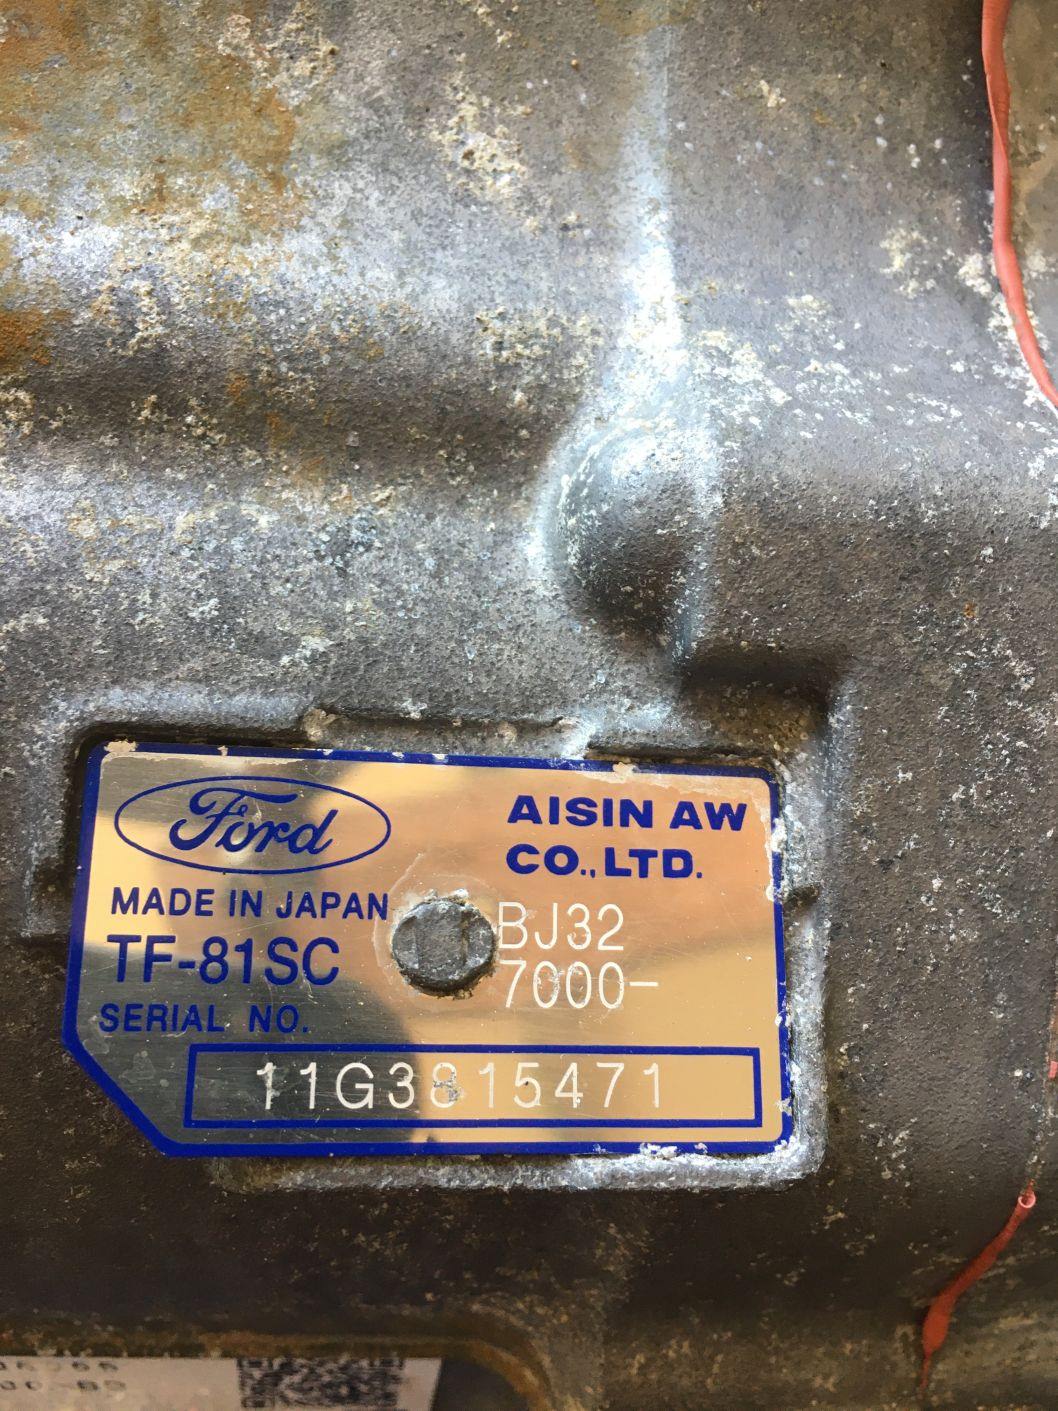 Ford
AISIN AW
CO.,LTD.
MADE IN JAPAN
TF-81SC
BJ32
7000-
SERIAL NO.
11G3815471